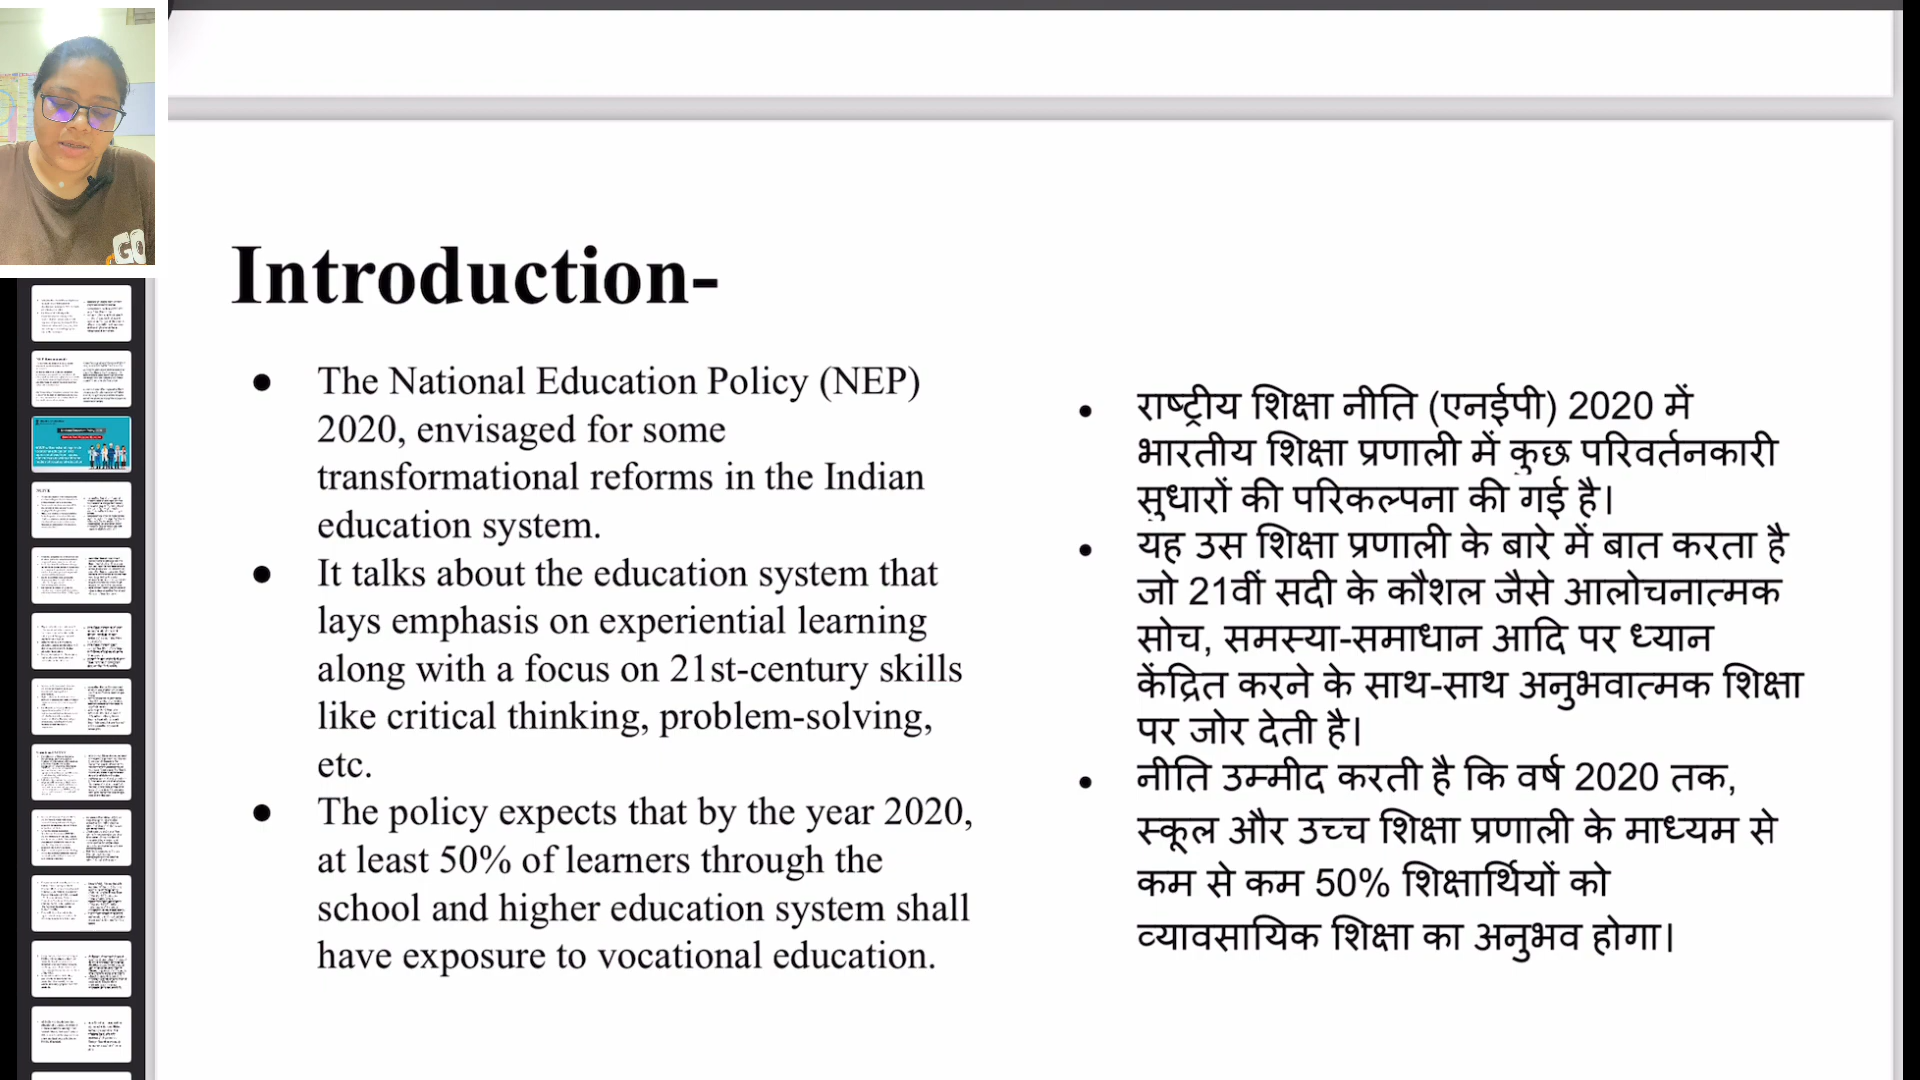 GO
Introduction-
● The National Education Policy (NEP)
2020, envisaged for some
transformational reforms in the Indian
education system.
● It talks about the education system that
lays emphasis on experiential learning
along with a focus on 21st-century skills
like critical thinking, problem-solving,
etc.
● The policy expects that by the year 2020,
at least 50% of learners through the
school and higher education system shall
have exposure to vocational education.
● राष्ट्रीय शिक्षा नीति (एनईपी) 2020 में
भारतीय शिक्षा प्रणाली में कुछ परिवर्तनकारी
सुधारों की परिकल्पना की गई है।
● यह उस शिक्षा प्रणाली के बारे में बात करता है
जो 21वीं सदी के कौशल जैसे आलोचनात्मक
सोच, समस्या-समाधान आदि पर ध्यान
केंद्रित करने के साथ-साथ अनुभवात्मक शिक्षा
पर जोर देती है।
● नीति उम्मीद करती है कि वर्ष 2020 तक,
स्कूल और उच्च शिक्षा प्रणाली के माध्यम से
कम से कम 50% शिक्षार्थियों को
व्यावसायिक शिक्षा का अनुभव होगा।